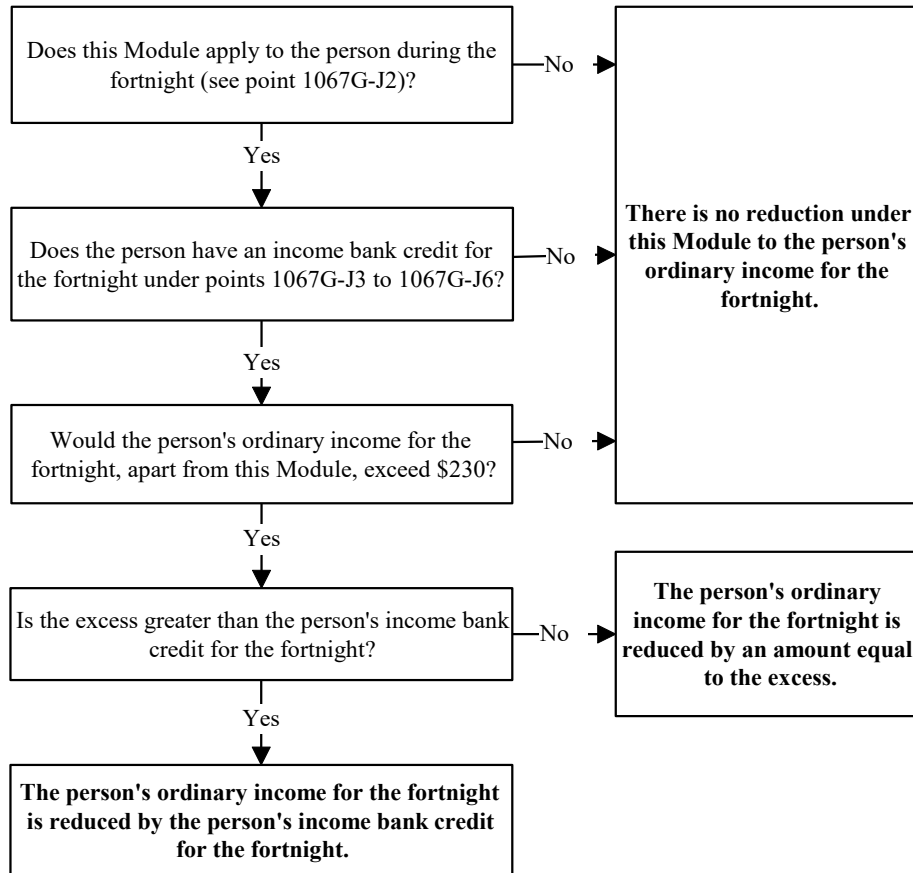 Does this Module apply to the person during the
fortnight (see point 1067G-J2)?
No
Yes
There is no reduction under
this Module to the person's
ordinary income for the
fortnight.
Does the person have an income bank credit for
the fortnight under points 1067G-J3 to 1067G-J6?
No
Yes
Would the person's ordinary income for the
fortnight, apart from this Module, exceed $230?
No
Yes
Is the excess greater than the person's income bank
credit for the fortnight?
No
The person's ordinary
income for the fortnight is
reduced by an amount equal
to the excess.
Yes
The person's ordinary income for the fortnight
is reduced by the person's income bank credit
for the fortnight.